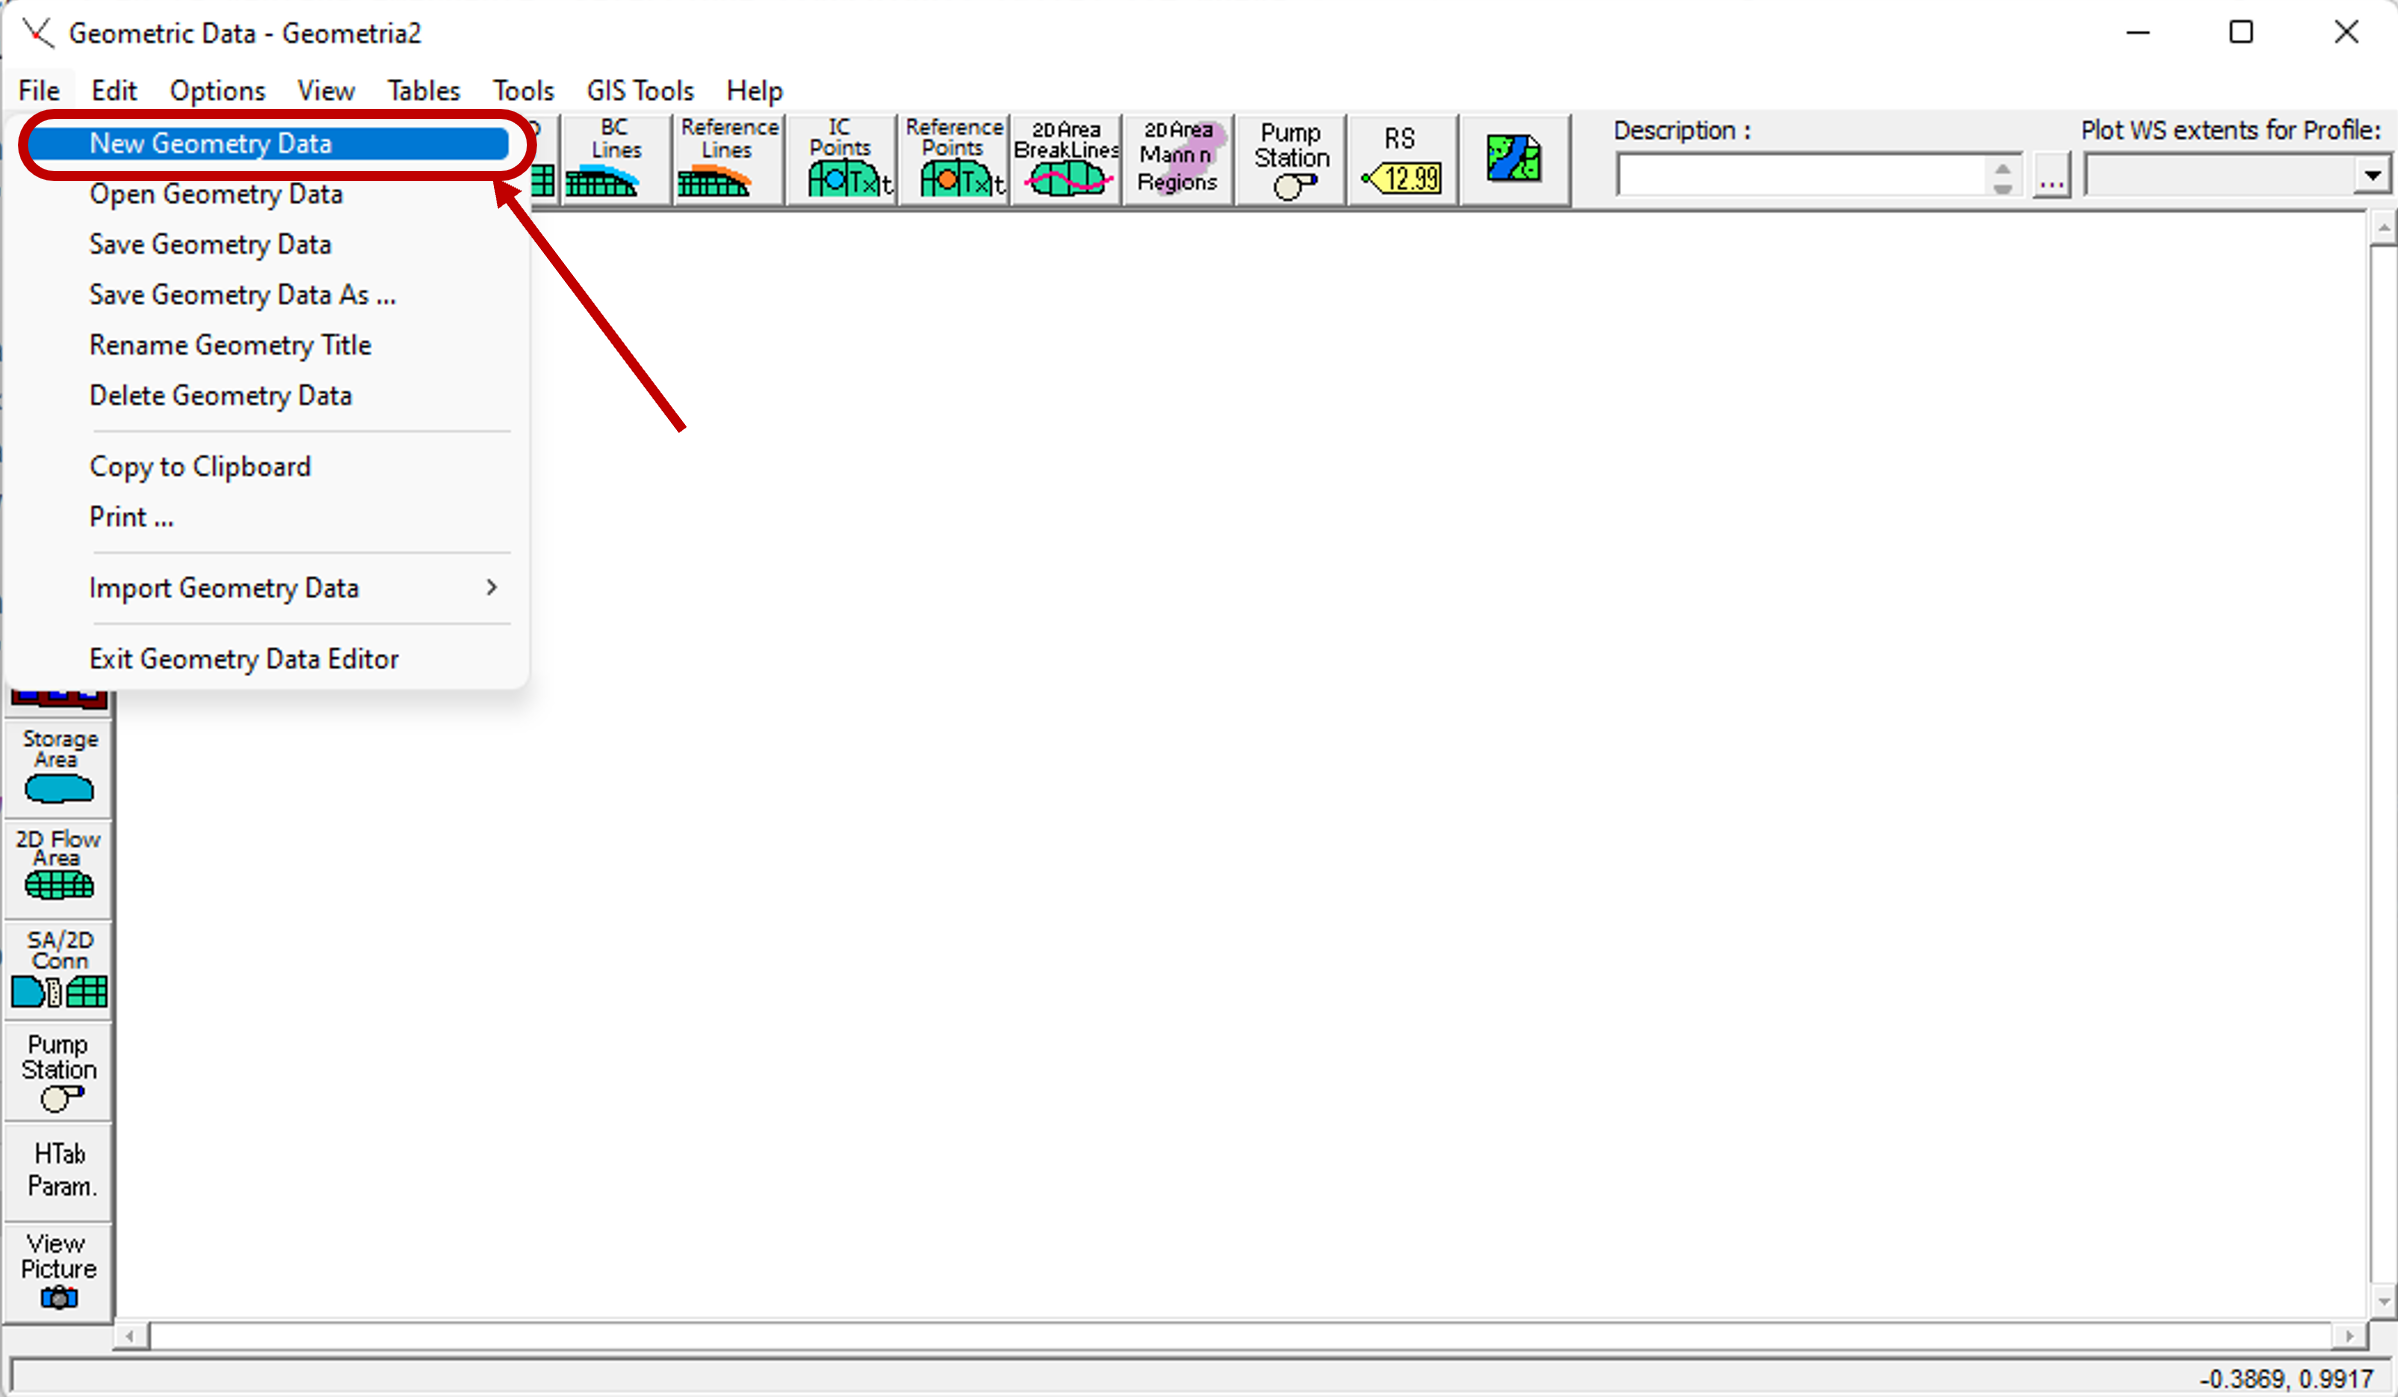 Geometric Data - Geometria2
File Edit Options View Tables Tools GIS Tools Help
New Geometry Data
Open Geometry Data
Save Geometry Data
Save Geometry Data As ...
Rename Geometry Title
Delete Geometry Data
Copy to Clipboard
Print ...
Import Geometry Data
Exit Geometry Data Editor
BC
Lines
Reference
Lines
IC
Points
Txt
Reference
Points
Txt
2D Area
BreakLines
2D Area
Mann n
Regions
Pump
Station
RS
12.99
Description :
...
Plot WS extents for Profile:
Storage
Area
2D Flow
Area
SA/2D
Conn
Pump
Station
HTab
Param.
View
Picture
-0.3869, 0.9917